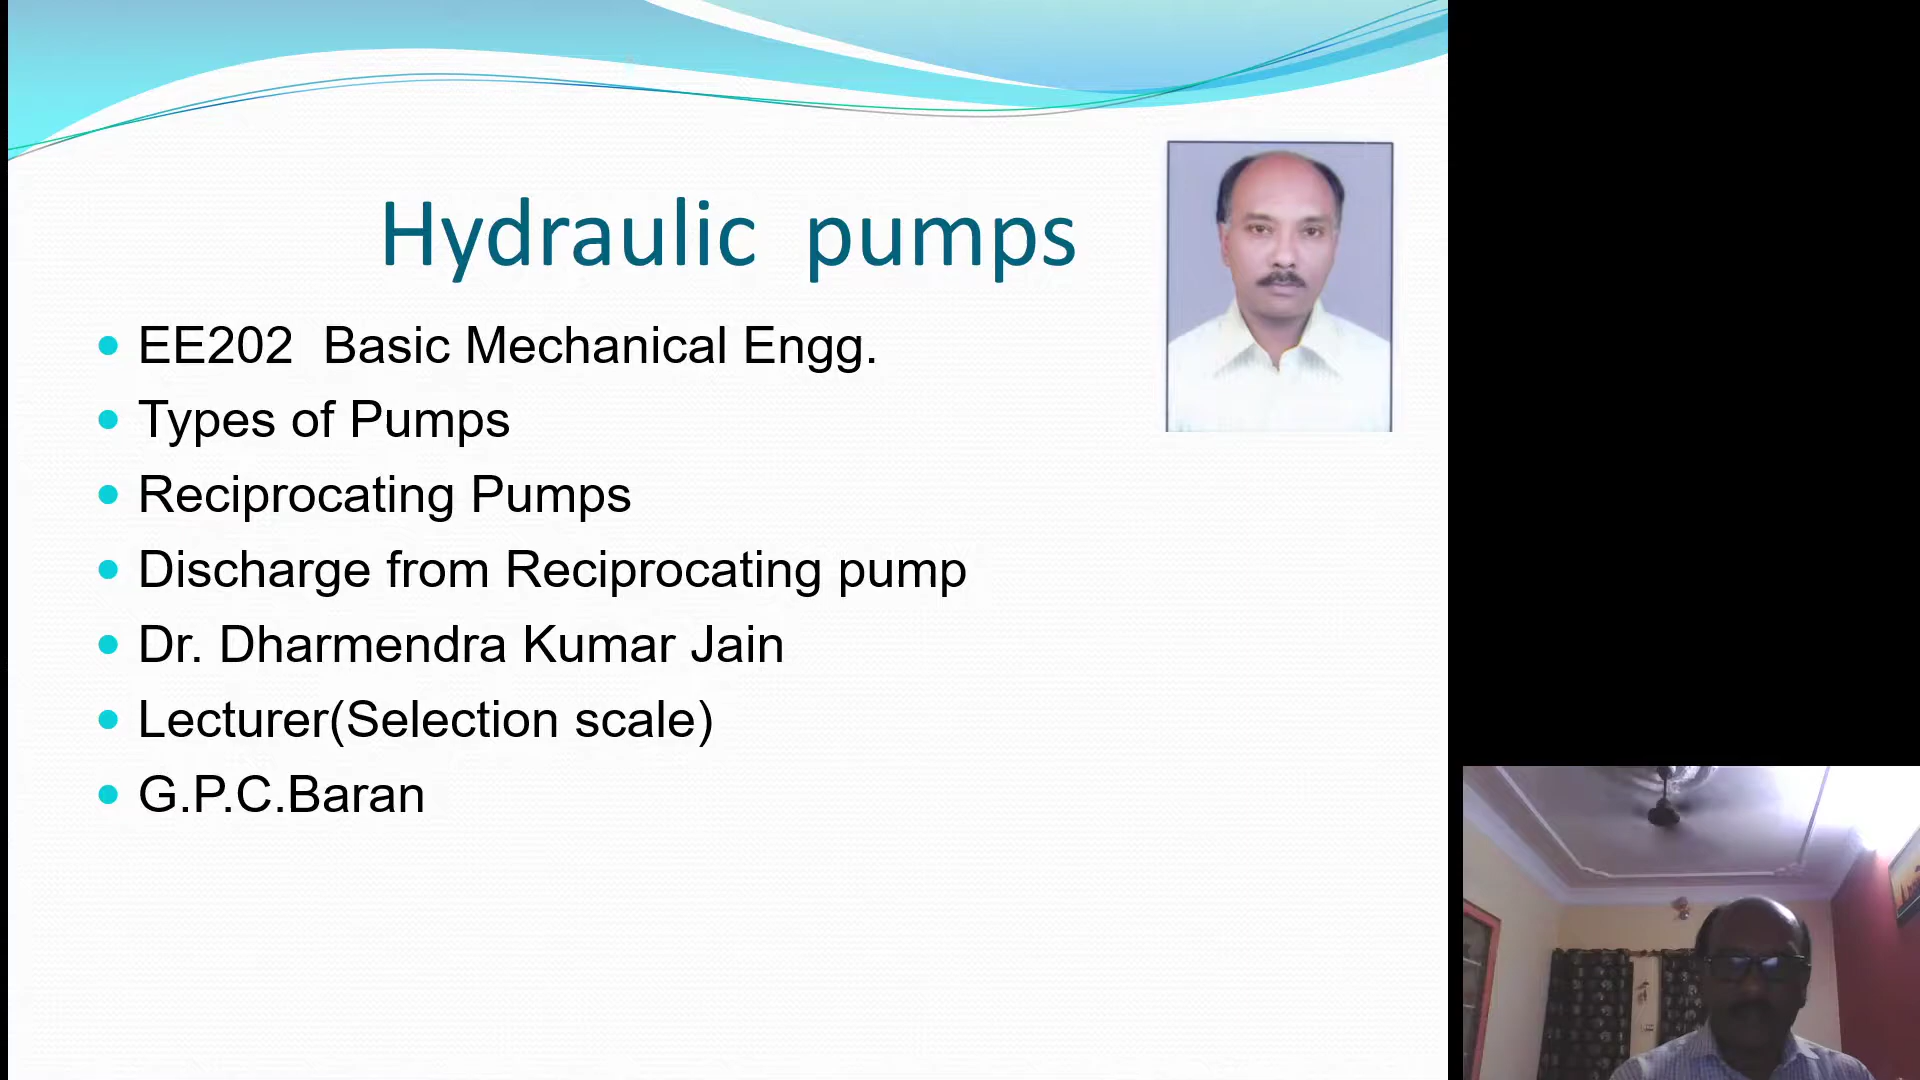 Hydraulic pumps
EE202 Basic Mechanical Engg.
Types of Pumps
Reciprocating Pumps
Discharge from Reciprocating pump
Dr. Dharmendra Kumar Jain
Lecturer(Selection scale)
G.P.C.Baran